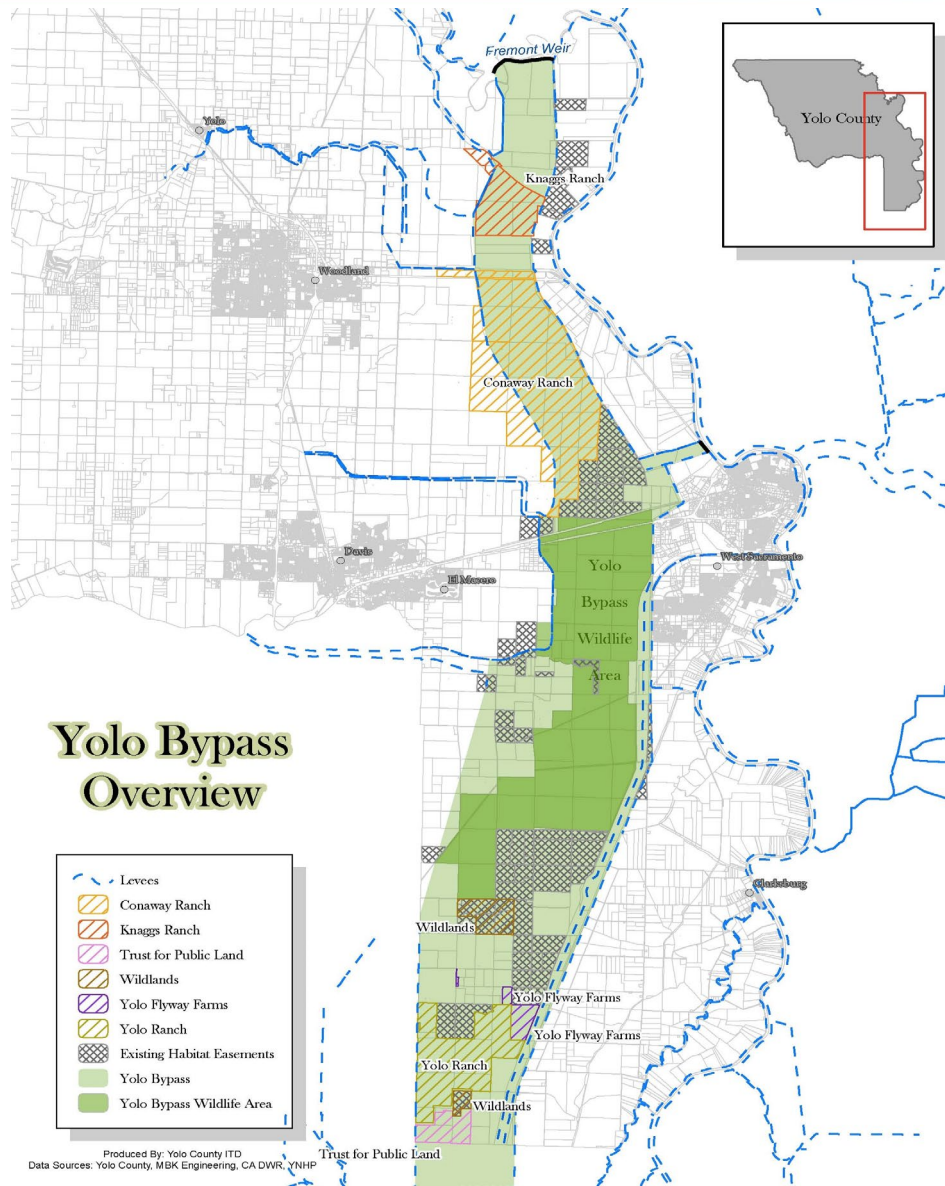 Fremont Weir
Yolo County
Yolo
Knaggs Ranch
Woodland
Conaway Ranch
Davis
El Macero
West Sacramento
Yolo
Bypass
Wildlife
Area
Yolo Bypass
Overview
Clarksburg
Levees
Conaway Ranch
Knaggs Ranch
Trust for Public Land
Wildlands
Yolo Flyway Farms
Yolo Ranch
Existing Habitat Easements
Yolo Bypass
Yolo Bypass Wildlife Area
Wildlands
Yolo Flyway Farms
Yolo Flyway Farms
Yolo Ranch
Wildlands
Trust for Public Land
Produced By: Yolo County ITD
Data Sources: Yolo County, MBK Engineering, CA DWR, YNHP